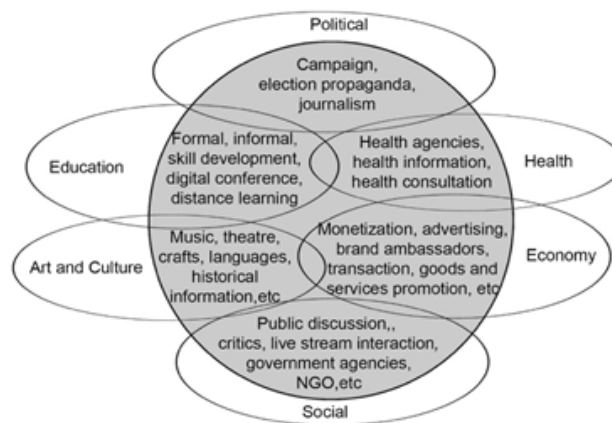 Political
Campaign,
election propaganda,
journalism
Education
Formal, informal,
skill development,
digital conference,
distance learning
Health agencies,
health information,
health consultation
Health
Art and Culture
Music, theatre,
crafts, languages,
historical
information,etc
Monetization, advertising,
brand ambassadors,
transaction, goods and
services promotion, etc
Economy
Public discussion,,
critics, live stream interaction,
government agencies,
NGO,etc
Social